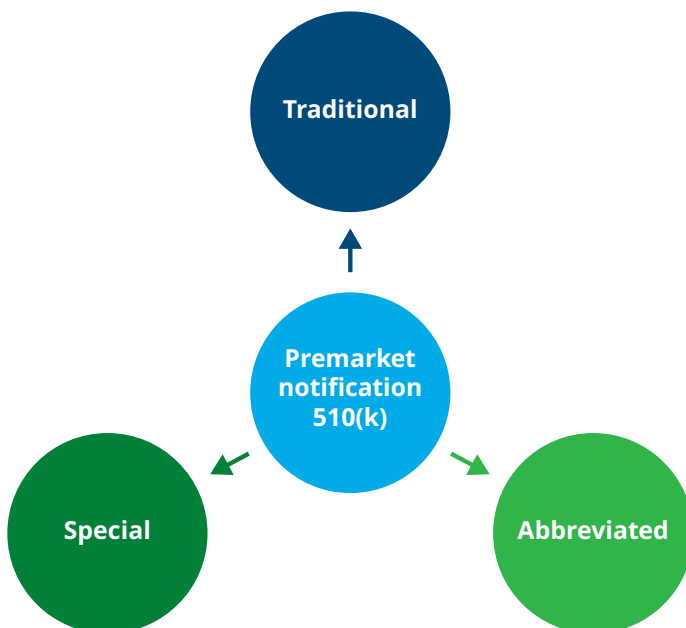 Traditional
Premarket
notification
510(k)
Special
Abbreviated